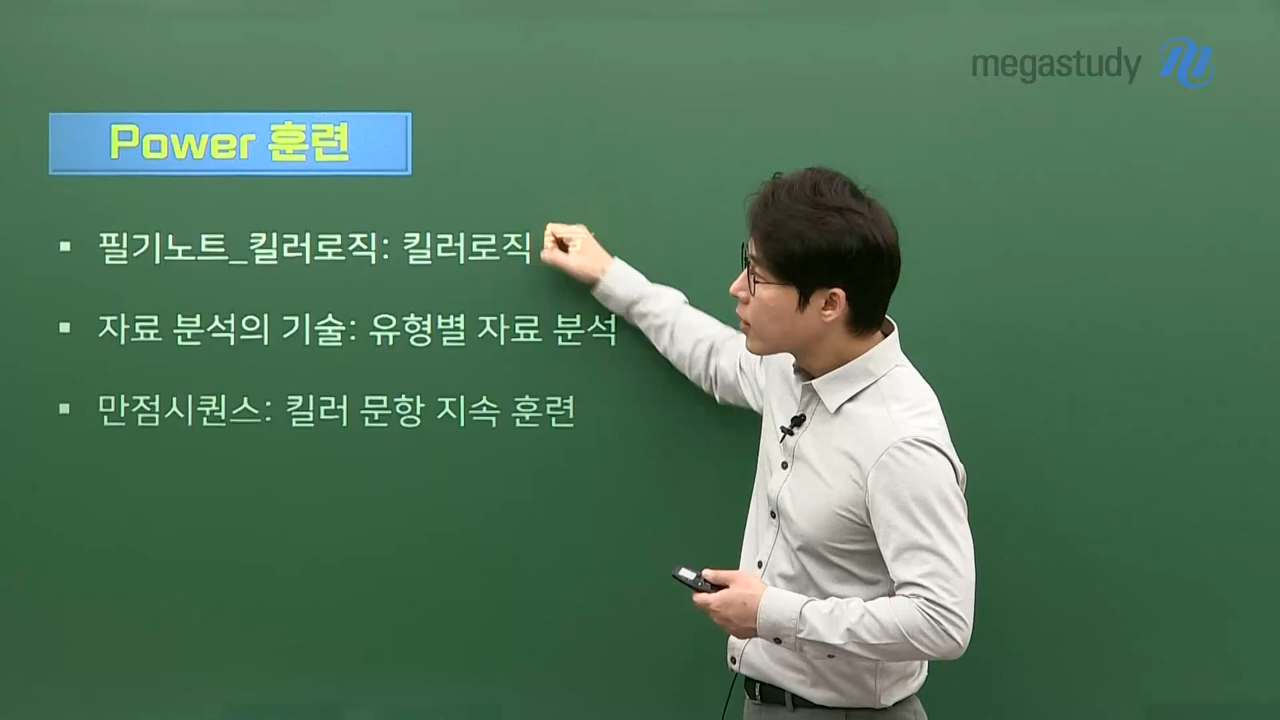 megastudy
Power 훈련
▪ 필기노트_킬러로직: 킬러로직
▪ 자료 분석의 기술: 유형별 자료 분석
▪ 만점시퀀스: 킬러 문항 지속 훈련